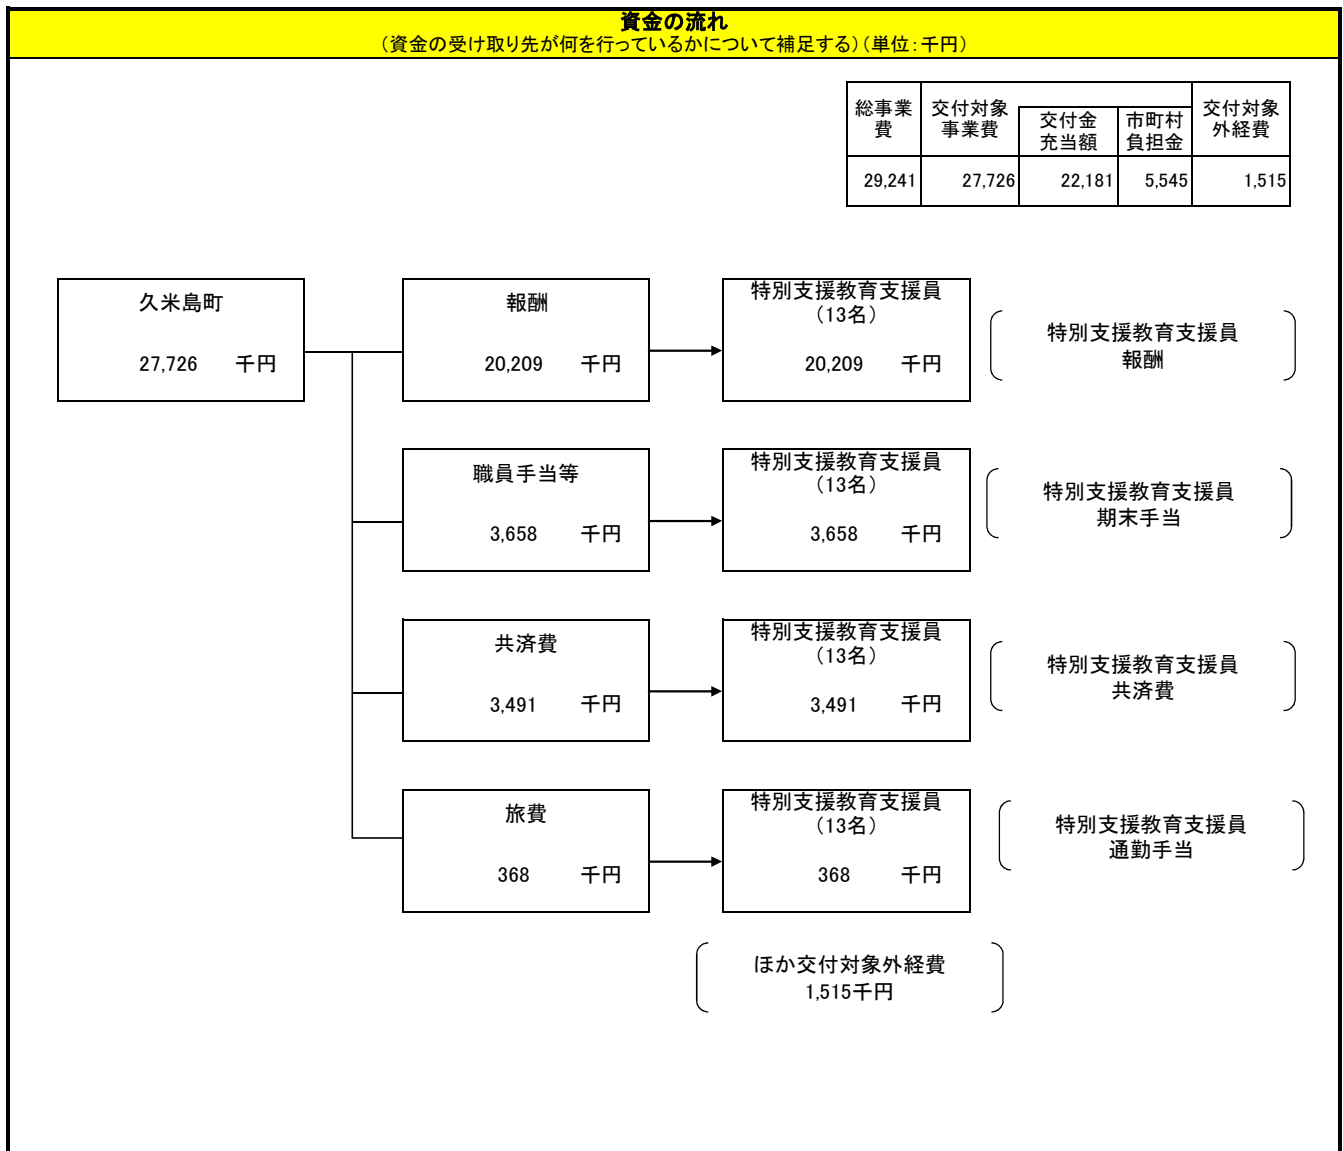 資金の流れ
（資金の受け取り先が何を行っているかについて補足する）（単位：千円）
総事業
費
交付対象
事業費
交付金
充当額
市町村
負担金
交付対象
外経費
29,241 27,726 22,181 5,545 1,515
久米島町
27,726 千円
報酬
20,209 千円
特別支援教育支援員
（13名）
20,209 千円
特別支援教育支援員
報酬
職員手当等
3,658 千円
特別支援教育支援員
（13名）
3,658 千円
特別支援教育支援員
期末手当
共済費
3,491 千円
特別支援教育支援員
（13名）
3,491 千円
特別支援教育支援員
共済費
旅費
368 千円
特別支援教育支援員
（13名）
368 千円
特別支援教育支援員
通勤手当
ほか交付対象外経費
1,515千円